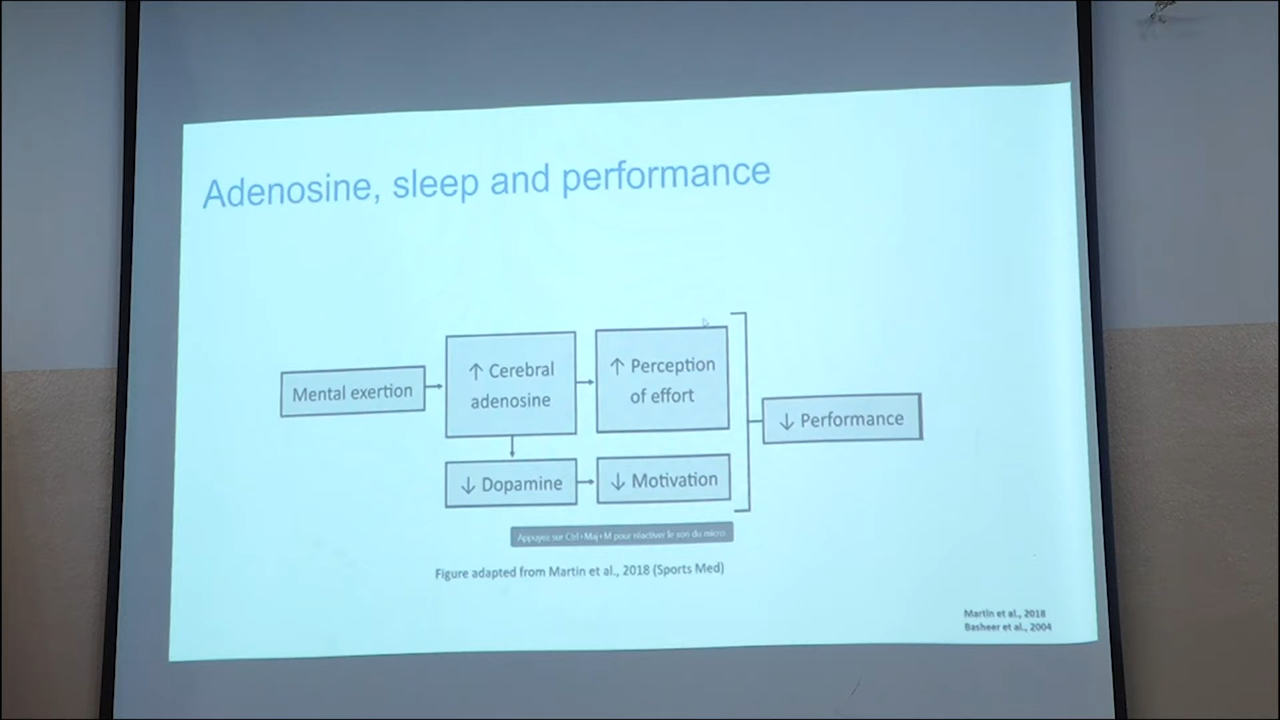 Adenosine, sleep and performance
Mental exertion
↑ Cerebral
adenosine
↑ Perception
of effort
↓ Performance
↓ Dopamine
↓ Motivation
Appuyez sur Ctrl+Maj+M pour réactiver le son du micro.
Figure adapted from Martin et al., 2018 (Sports Med)
Martin et al., 2018
Basheer et al., 2004